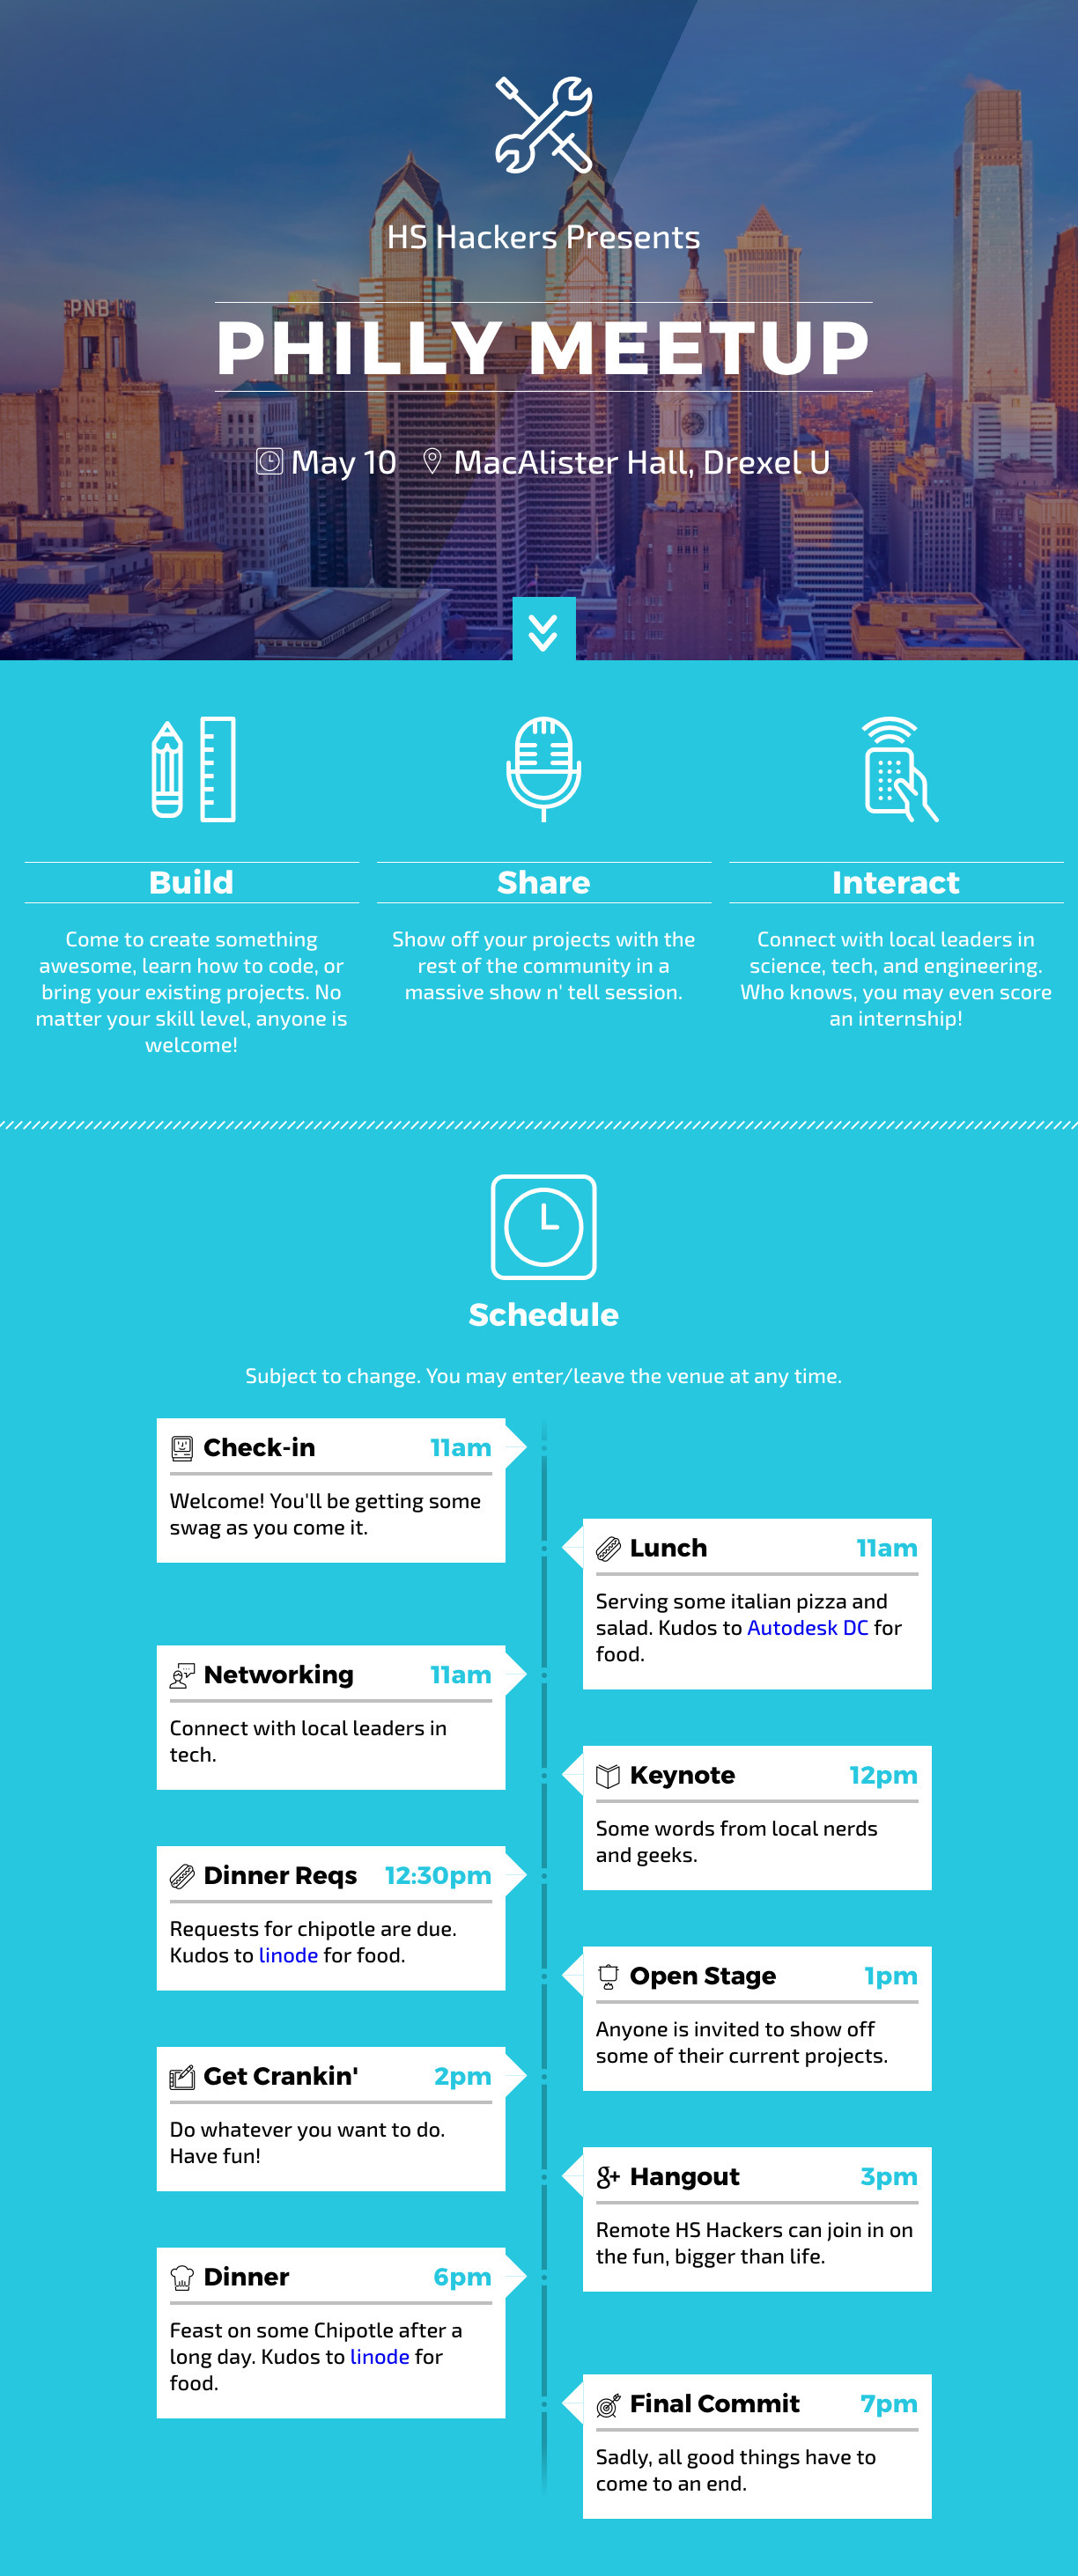 HS Hackers Presents
PNB
PHILLY MEETUP
May 10 MacAlister Hall, Drexel U
Build
Come to create something
awesome, learn how to code, or
bring your existing projects. No
matter your skill level, anyone is
welcome!
Share
Show off your projects with the
rest of the community in a
massive show n' tell session.
Interact
Connect with local leaders in
science, tech, and engineering.
Who knows, you may even score
an internship!
Schedule
Subject to change. You may enter/leave the venue at any time.
Check-in 11am
Welcome! You'll be getting some
swag as you come it.
Lunch 11am
Serving some italian pizza and
salad. Kudos to Autodesk DC for
food.
Networking 11am
Connect with local leaders in
tech.
Keynote 12pm
Some words from local nerds
and geeks.
Dinner Reqs 12:30pm
Requests for chipotle are due.
Kudos to linode for food.
Open Stage 1pm
Anyone is invited to show off
some of their current projects.
Get Crankin' 2pm
Do whatever you want to do.
Have fun!
g+ Hangout 3pm
Remote HS Hackers can join in on
the fun, bigger than life.
Dinner 6pm
Feast on some Chipotle after a
long day. Kudos to linode for
food.
Final Commit 7pm
Sadly, all good things have to
come to an end.